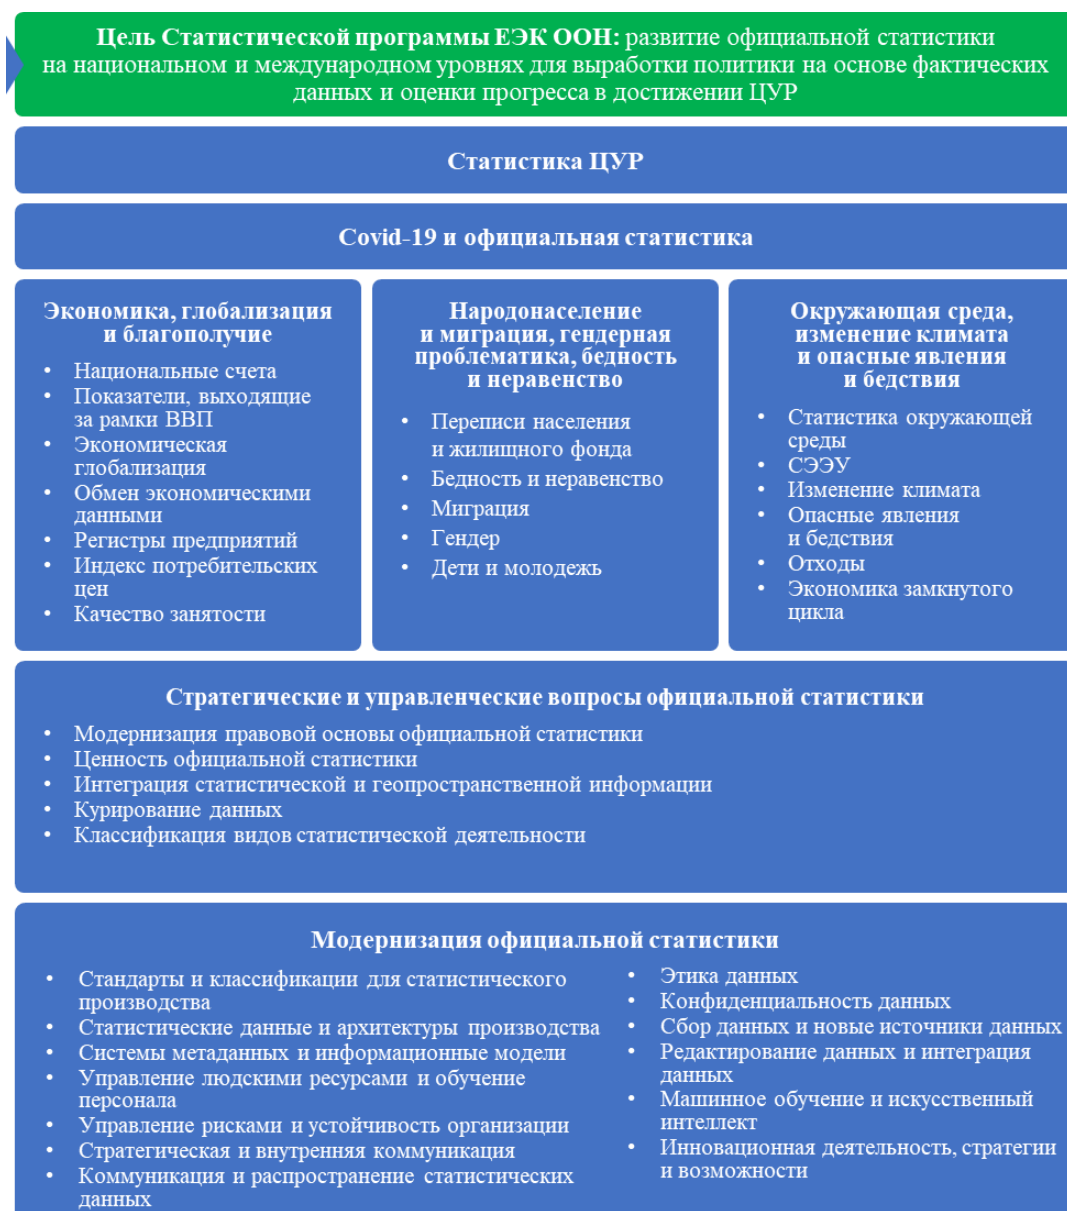 Цель Статистической программы ЕЭК ООН: развитие официальной статистики
на национальном и международном уровнях для выработки политики на основе фактических
данных и оценки прогресса в достижении ЦУР
Статистика ЦУР
Covid-19 и официальная статистика
Экономика, глобализация
и благополучие
• Национальные счета
• Показатели, выходящие
за рамки ВВП
• Экономическая
глобализация
• Обмен экономическими
данными
• Регистры предприятий
• Индекс потребительских
цен
• Качество занятости
Народонаселение
и миграция, гендерная
проблематика, бедность
и неравенство
• Переписи населения
и жилищного фонда
• Бедность и неравенство
• Миграция
• Гендер
• Дети и молодежь
Окружающая среда,
изменение климата
и опасные явления
и бедствия
• Статистика окружающей
среды
• СЭЭУ
• Изменение климата
• Опасные явления
и бедствия
• Отходы
• Экономика замкнутого
цикла
Стратегические и управленческие вопросы официальной статистики
• Модернизация правовой основы официальной статистики
• Ценность официальной статистики
• Интеграция статистической и геопространственной информации
• Курирование данных
• Классификация видов статистической деятельности
Модернизация официальной статистики
• Стандарты и классификации для статистического
производства
• Статистические данные и архитектуры производства
• Системы метаданных и информационные модели
• Управление людскими ресурсами и обучение
персонала
• Управление рисками и устойчивость организации
• Стратегическая и внутренняя коммуникация
• Коммуникация и распространение статистических
данных
• Этика данных
• Конфиденциальность данных
• Сбор данных и новые источники данных
• Редактирование данных и интеграция
данных
• Машинное обучение и искусственный
интеллект
• Инновационная деятельность, стратегии
и возможности